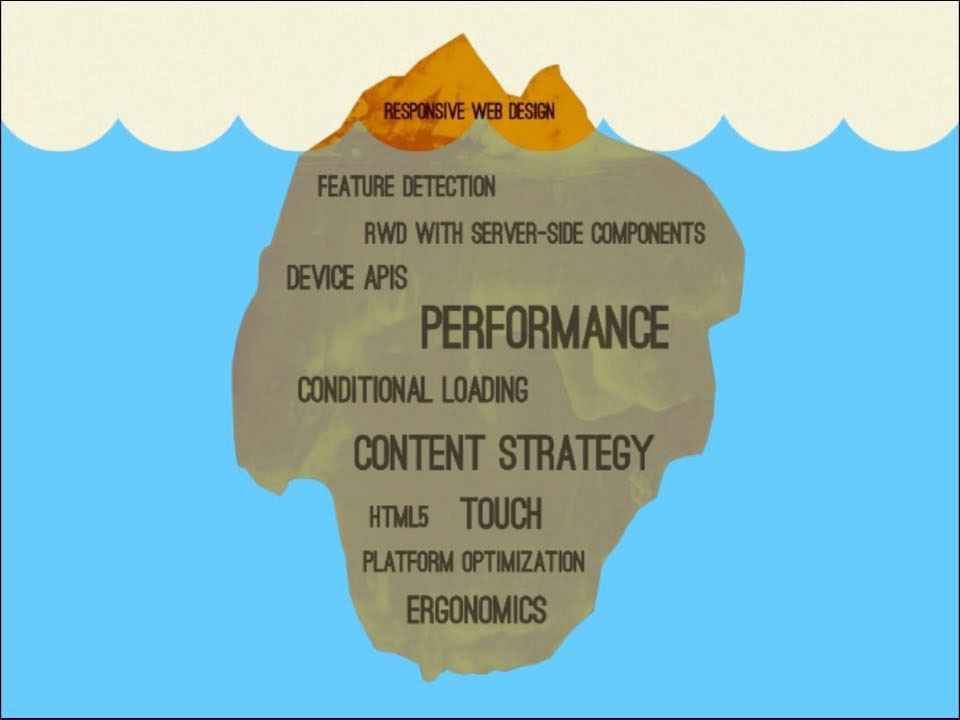 RESPONSIVE WEB DESIGN
FEATURE DETECTION
RWD WITH SERVER-SIDE COMPONENTS
DEVICE APIS
PERFORMANCE
CONDITIONAL LOADING
CONTENT STRATEGY
HTML5 TOUCH
PLATFORM OPTIMIZATION
ERGONOMICS